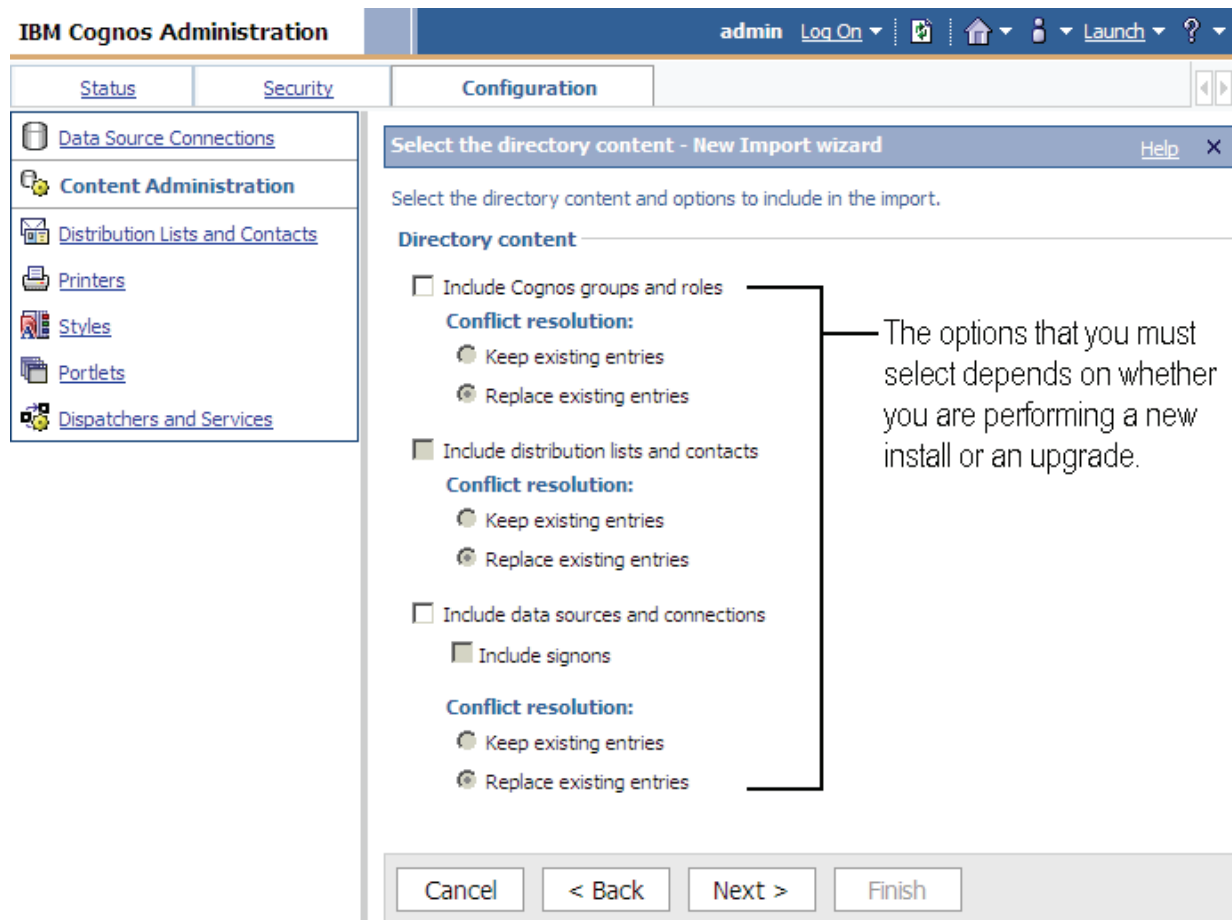 IBM Cognos Administration
admin Log On Launch ?
Status Security Configuration
Data Source Connections
Content Administration
Distribution Lists and Contacts
Printers
Styles
Portlets
Dispatchers and Services
Select the directory content - New Import wizard Help X
Select the directory content and options to include in the import.
Directory content
Include Cognos groups and roles
Conflict resolution:
Keep existing entries
Replace existing entries
Include distribution lists and contacts
Conflict resolution:
Keep existing entries
Replace existing entries
Include data sources and connections
Include signons
Conflict resolution:
Keep existing entries
Replace existing entries
The options that you must
select depends on whether
you are performing a new
install or an upgrade.
Cancel < Back Next > Finish